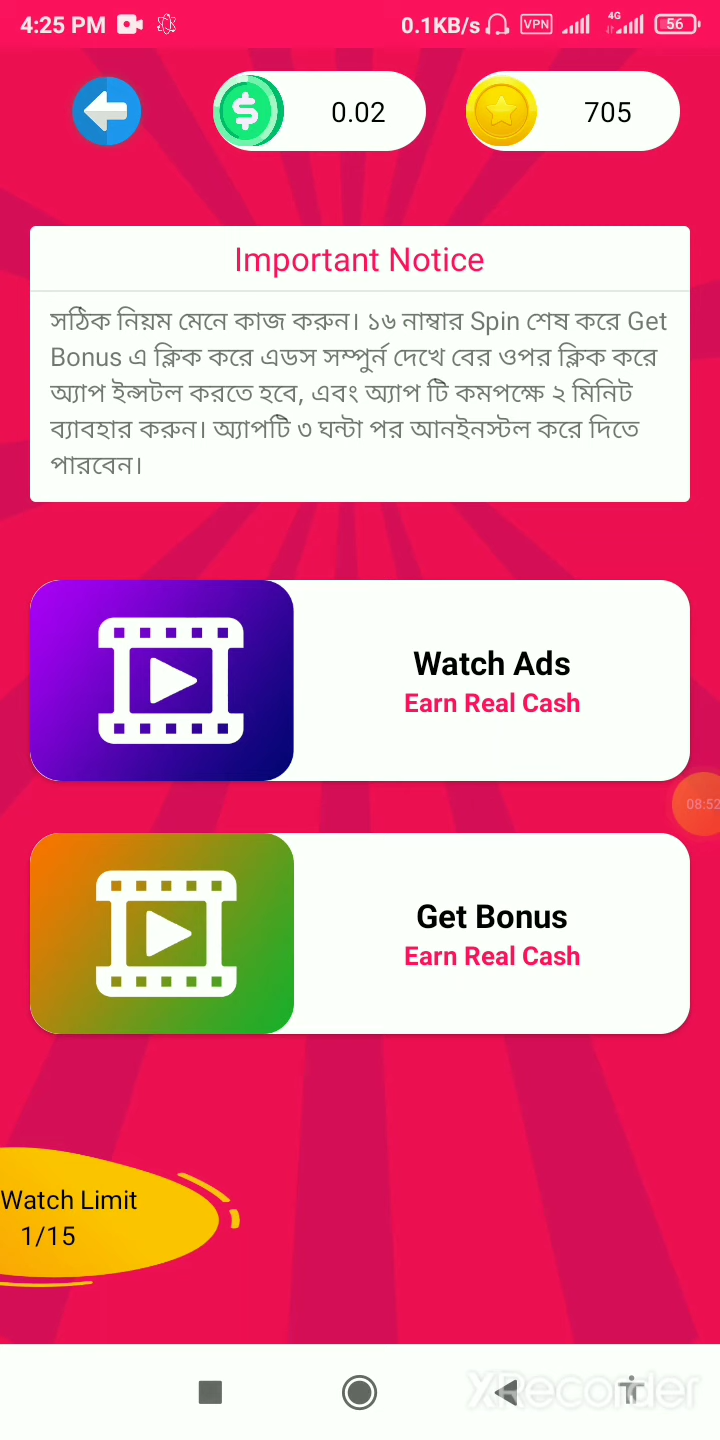 4:25 PM 0.1KB/s VPN 4G 56
0.02 705
Important Notice
সঠিক নিয়ম মেনে কাজ করুন। ১৬ নাম্বার Spin শেষ করে Get
Bonus এ ক্লিক করে এডস সম্পুর্ন দেখে বের ওপর ক্লিক করে
অ্যাপ ইন্সটল করতে হবে, এবং অ্যাপ টি কমপক্ষে ২ মিনিট
ব্যাবহার করুন। অ্যাপটি ৩ ঘন্টা পর আনইনস্টল করে দিতে
পারবেন।
Watch Ads
Earn Real Cash
08:52
Get Bonus
Earn Real Cash
Watch Limit
1/15
XRecorder